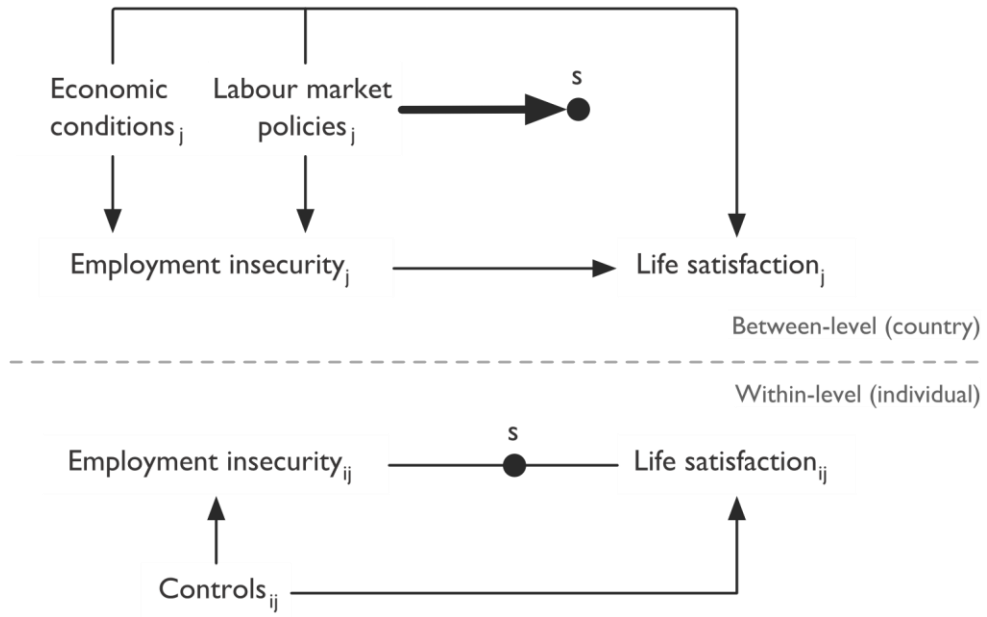 s
Economic conditions j
Labour market policies j
Employment insecurity j
Life satisfaction j
Between-level (country)
Within-level (individual)
s
Employment insecurity ij
Life satisfaction ij
Controls ij